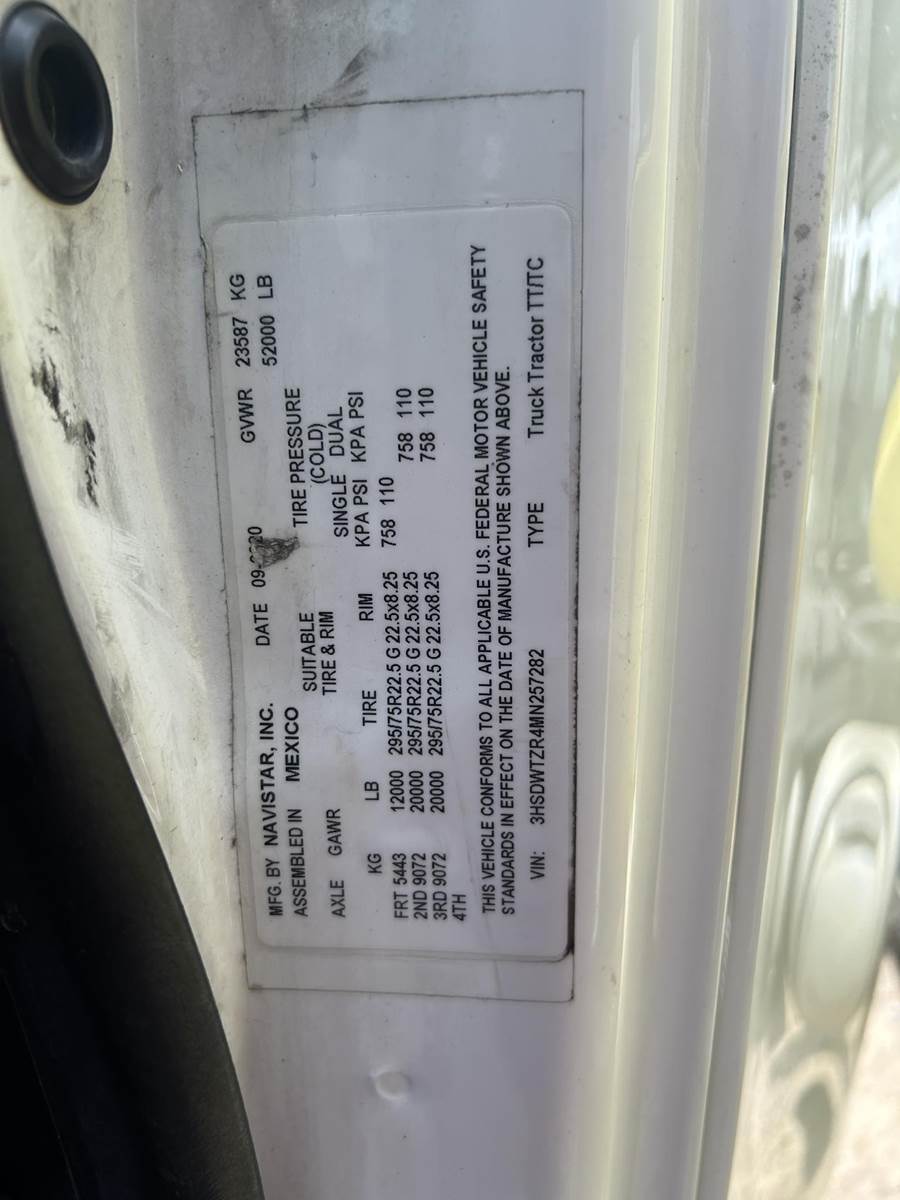 MFG. BY NAVISTAR, INC. DATE 09- GVWR 23587 KG
ASSEMBLED IN MEXICO 52000 LB
SUITABLE TIRE PRESSURE
AXLE GAWR TIRE & RIM (COLD)
SINGLE DUAL
KG LB TIRE RIM KPA PSI KPA PSI
FRT 5443 12000 295/75R22.5 G 22.5x8.25 758 110
2ND 9072 20000 295/75R22.5 G 22.5x8.25 758 110
3RD 9072 20000 295/75R22.5 G 22.5x8.25 758 110
4TH
THIS VEHICLE CONFORMS TO ALL APPLICABLE U.S. FEDERAL MOTOR VEHICLE SAFETY
STANDARDS IN EFFECT ON THE DATE OF MANUFACTURE SHOWN ABOVE.
VIN: 3HSDWTZR4MN257282 TYPE Truck Tractor TT/TC